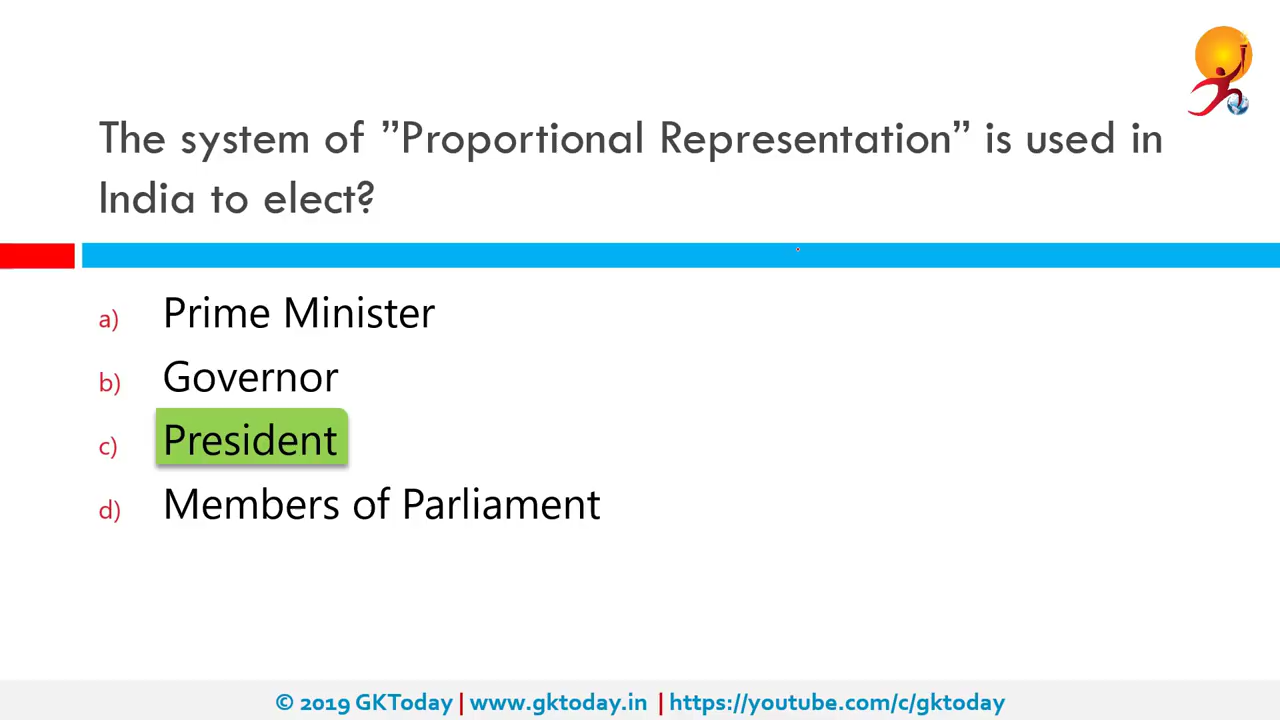 The system of ”Proportional Representation” is used in
India to elect?
a) Prime Minister
b) Governor
c) President
d) Members of Parliament
© 2019 GKToday | www.gktoday.in | https://youtube.com/c/gktoday